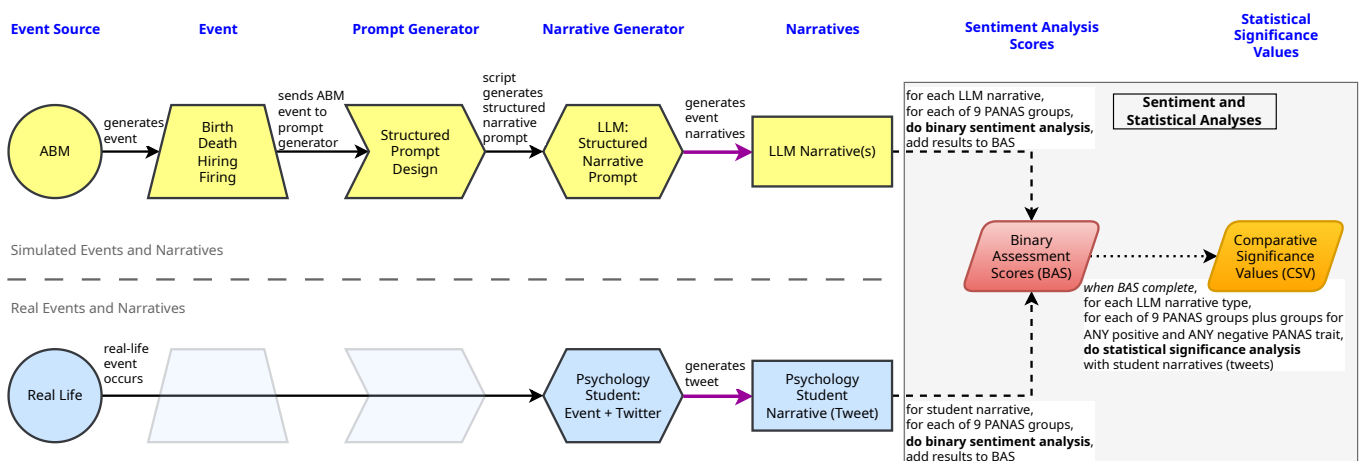 Event Source
Event
Prompt Generator
Narrative Generator
Narratives
Sentiment Analysis
Scores
Statistical
Significance
Values
ABM
generates
event
Birth
Death
Hiring
Firing
sends ABM
event to
prompt
generator
Structured
Prompt
Design
script
generates
structured
narrative
prompt
LLM:
Structured
Narrative
Prompt
generates
event
narratives
LLM Narrative(s)
for each LLM narrative,
for each of 9 PANAS groups,
do binary sentiment analysis,
add results to BAS
Sentiment and
Statistical Analyses
Simulated Events and Narratives
Binary
Assessment
Scores (BAS)
Comparative
Significance
Values (CSV)
when BAS complete,
for each LLM narrative type,
for each of 9 PANAS groups plus groups for
ANY positive and ANY negative PANAS trait,
do statistical significance analysis
with student narratives (tweets)
Real Events and Narratives
Real Life
real-life
event
occurs
Psychology
Student:
Event + Twitter
generates
tweet
Psychology
Student
Narrative (Tweet)
for student narrative,
for each of 9 PANAS groups,
do binary sentiment analysis,
add results to BAS